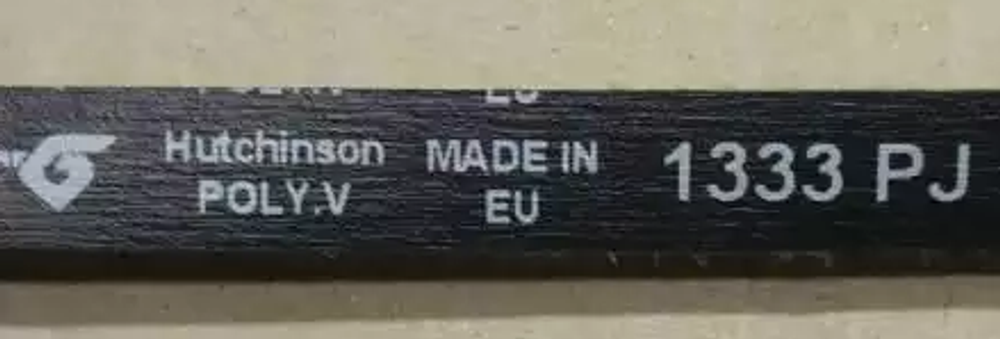 Hutchinson
POLY.V
MADE IN
EU
1333 PJ